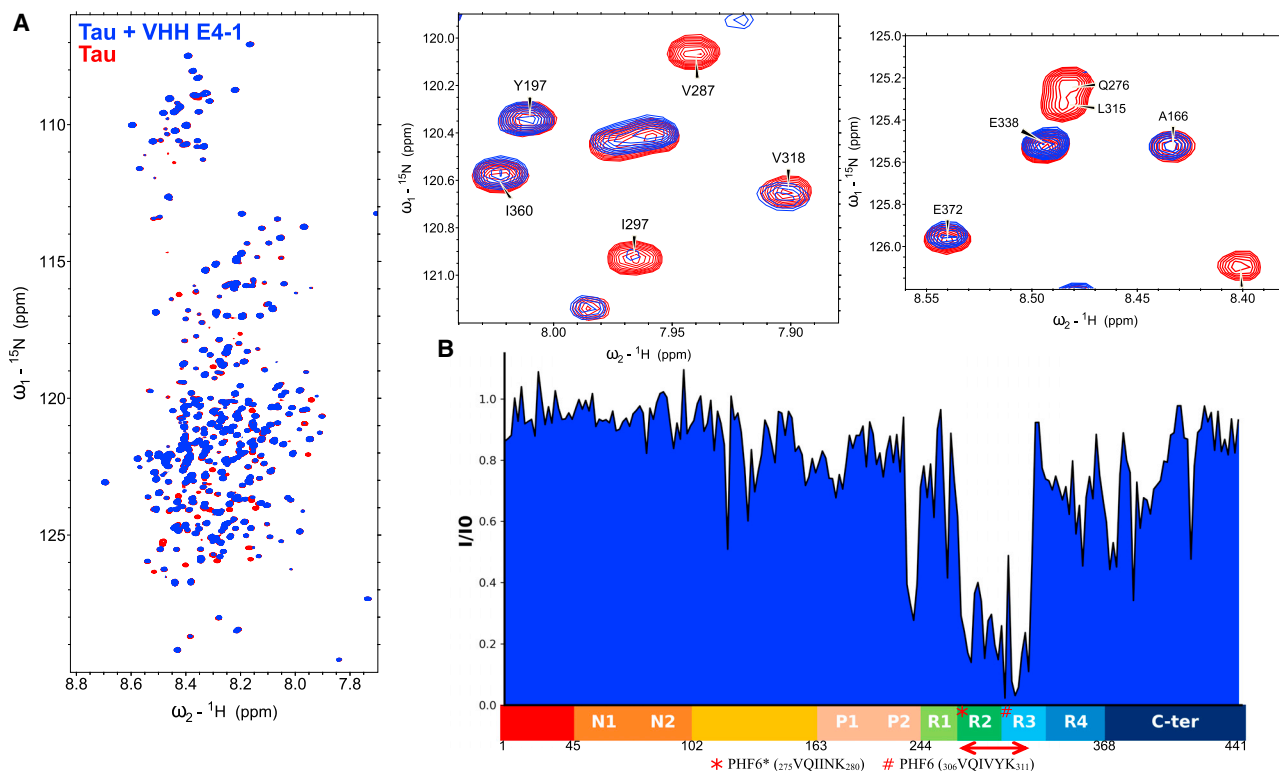 A
Tau + VHH E4-1
Tau
110
115
120
125
ω₁ - ¹⁵N (ppm)
8.8
8.6
8.4
8.2
8.0
7.8
ω₂ - ¹H (ppm)
120.0
120.2
120.4
120.6
120.8
121.0
ω₁ - ¹⁵N (ppm)
Y197
V287
I360
V318
I297
8.00
7.95
7.90
ω₂ - ¹H (ppm)
125.0
125.2
125.4
125.6
125.8
126.0
ω₁ - ¹⁵N (ppm)
Q276
L315
E338
A166
E372
8.55
8.50
8.45
8.40
ω₂ - ¹H (ppm)
B
1.0
0.8
0.6
0.4
0.2
0.0
I/I0
N1 N2 P1 P2 R1 * R2 # R3 R4 C-ter
1 45 102 163 244 368 441
* PHF6* (₂₇₅VQIINK₂₈₀) # PHF6 (₃₀₆VQIVYK₃₁₁)